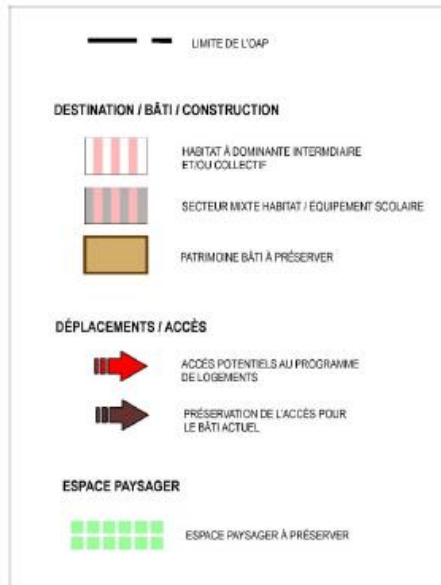 LIMITE DE L'OAP
DESTINATION / BÂTI / CONSTRUCTION
HABITAT À DOMINANTE INTERMDIAIRE
ET/OU COLLECTIF
SECTEUR MIXTE HABITAT / ÉQUIPEMENT SCOLAIRE
PATRIMOINE BÂTI À PRÉSERVER
DÉPLACEMENTS / ACCÈS
ACCÈS POTENTIELS AU PROGRAMME
DE LOGEMENTS
PRÉSERVATION DE L'ACCÈS POUR
LE BÂTI ACTUEL
ESPACE PAYSAGER
ESPACE PAYSAGER À PRÉSERVER